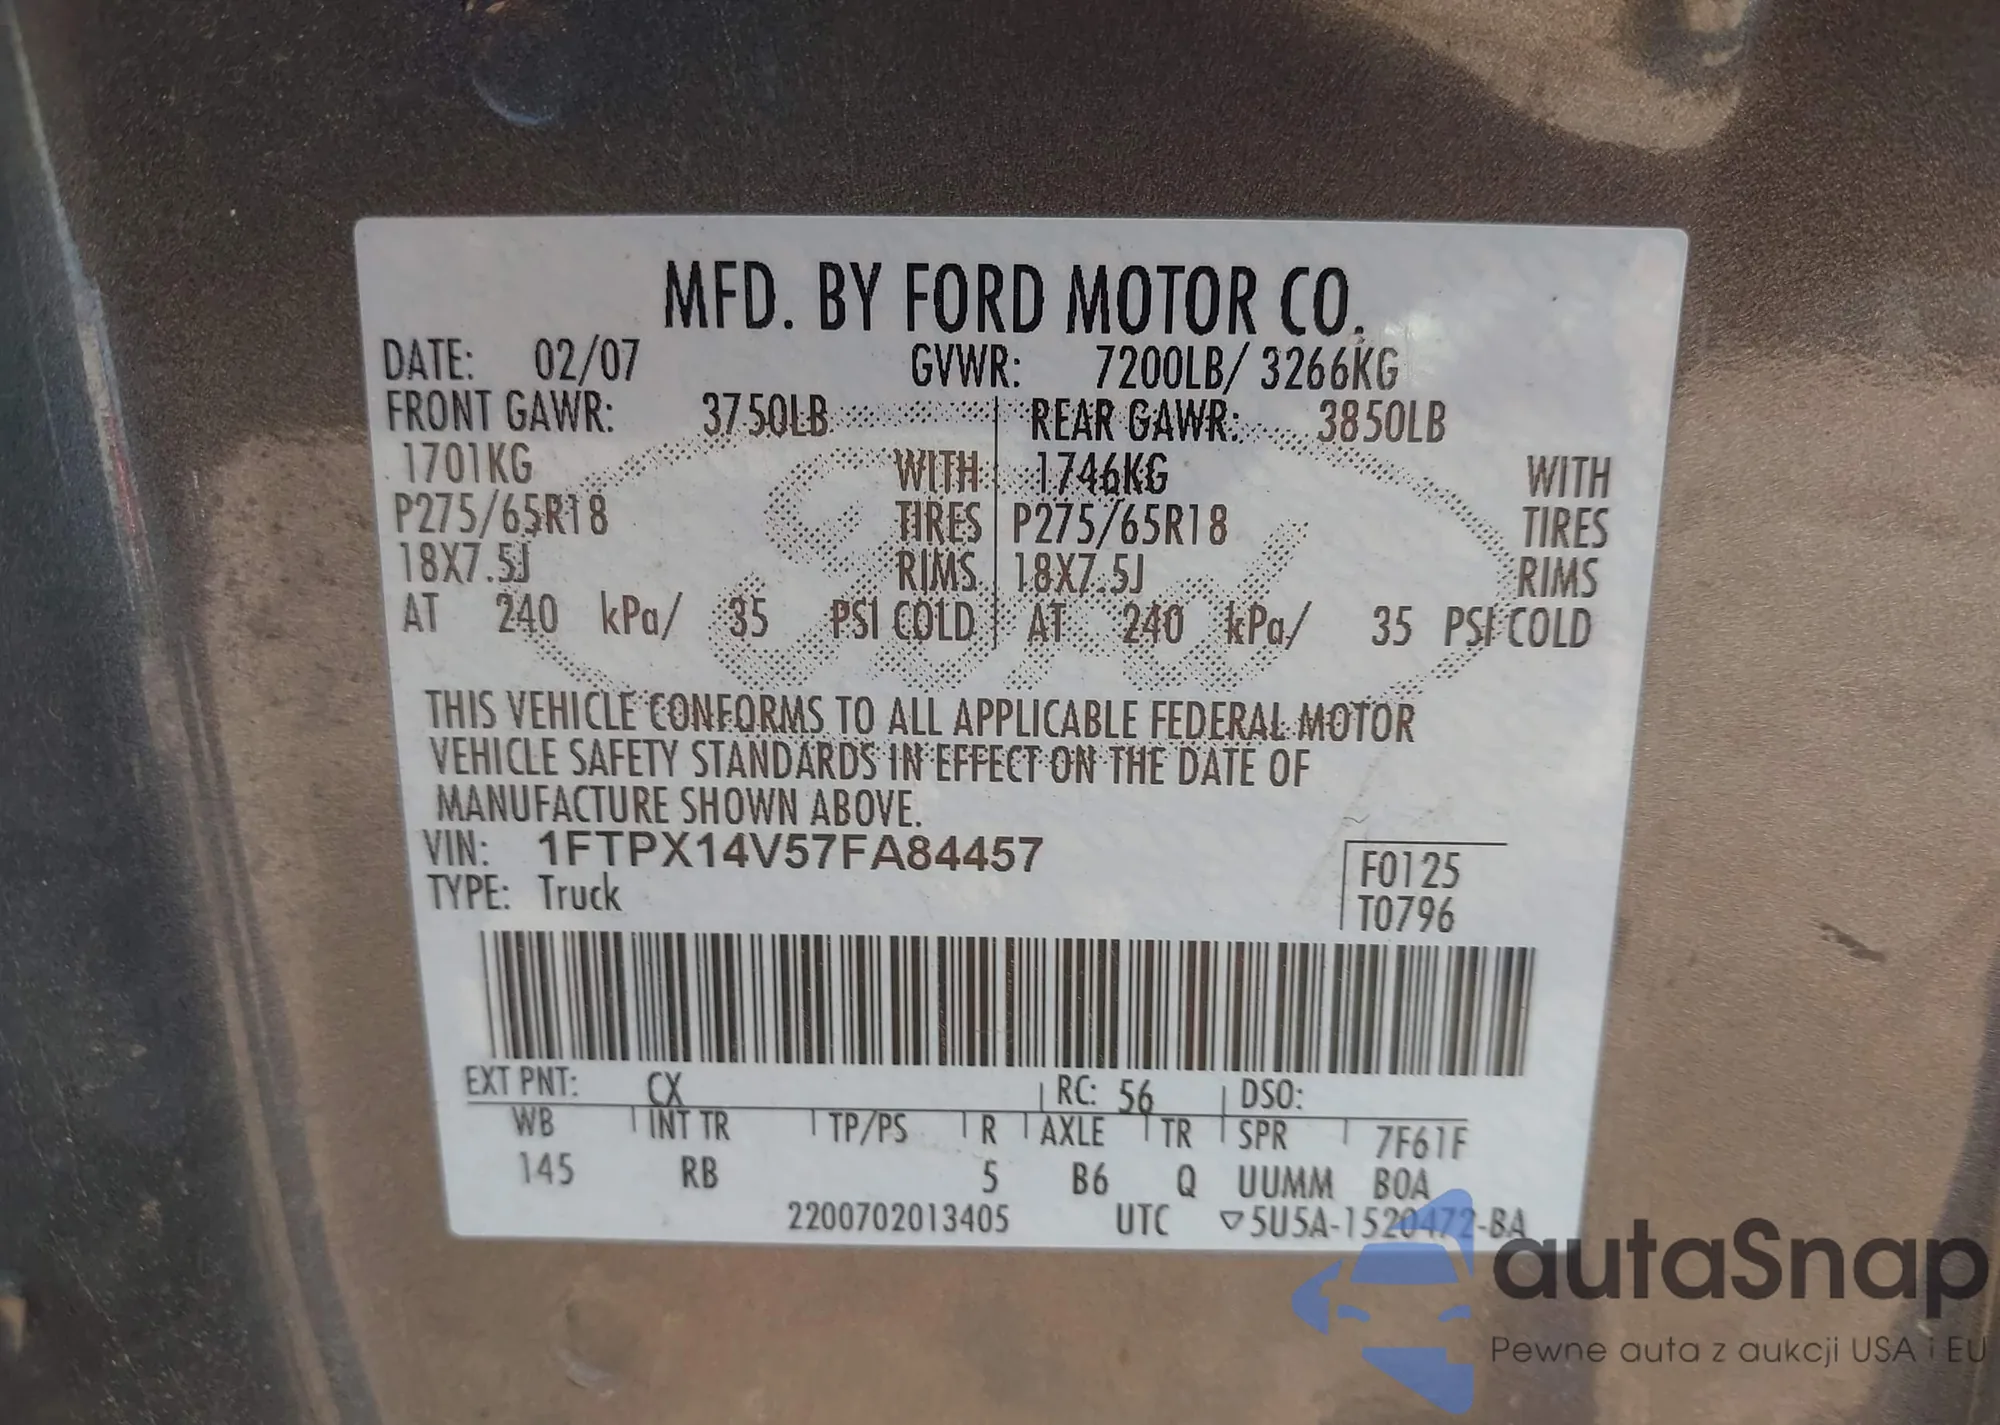 MFD. BY FORD MOTOR CO.
DATE: 02/07 GVWR: 7200LB/ 3266KG
FRONT GAWR: 3750LB REAR GAWR: 3850LB
1701KG WITH 1746KG WITH
P275/65R18 TIRES P275/65R18 TIRES
18X7.5J RIMS 18X7.5J RIMS
AT 240 kPa/ 35 PSI COLD AT 240 kPa/ 35 PSI COLD
THIS VEHICLE CONFORMS TO ALL APPLICABLE FEDERAL MOTOR
VEHICLE SAFETY STANDARDS IN EFFECT ON THE DATE OF
MANUFACTURE SHOWN ABOVE.
VIN: 1FTPX14V57FA84457 F0125
TYPE: Truck T0796
EXT PNT: CX RC: 56 DSO:
WB INT TR TP/PS R AXLE TR SPR 7F61F
145 RB 5 B6 Q UUMM BOA
2200702013405 UTC ▽5U5A-1520472-BA
autaSnap
Pewne auta z aukcji USA i EU